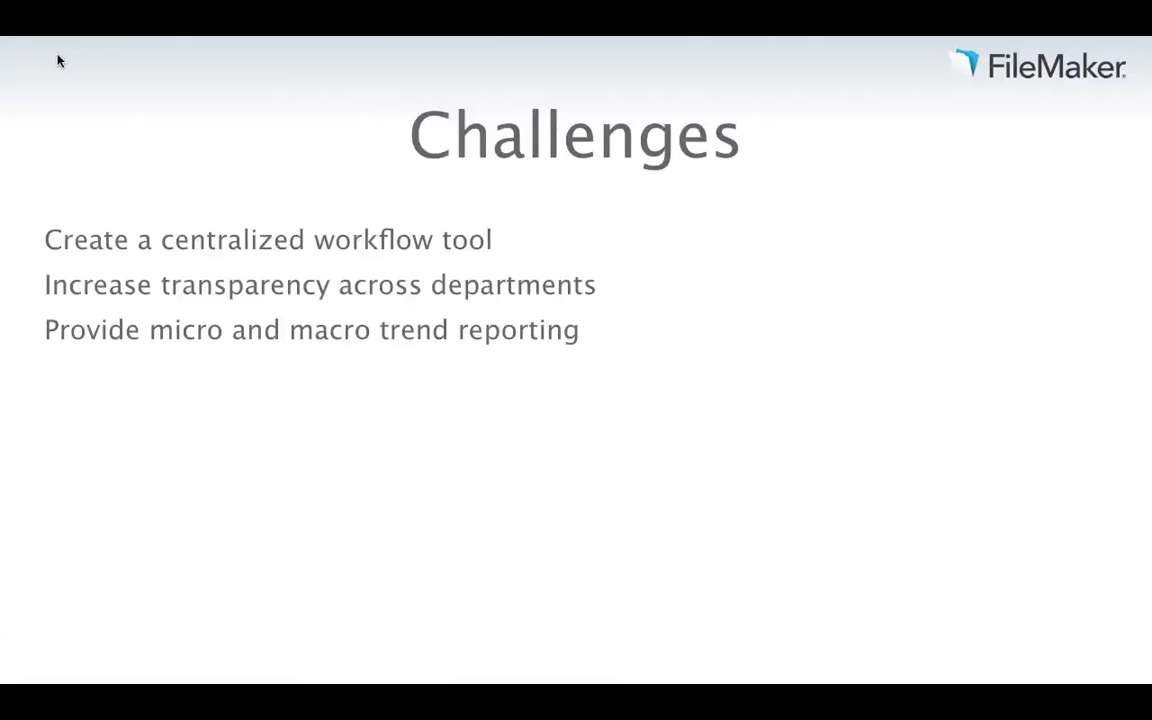 FileMaker
Challenges
Create a centralized workflow tool
Increase transparency across departments
Provide micro and macro trend reporting